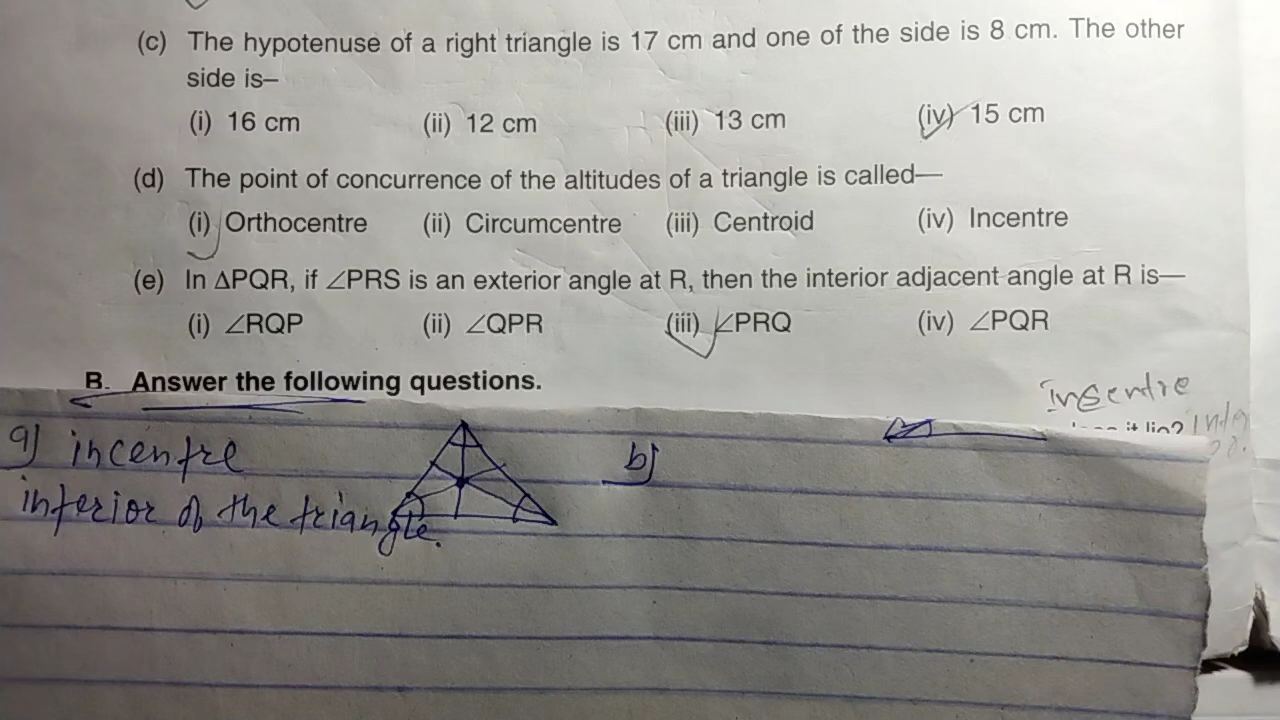 (c) The hypotenuse of a right triangle is 17 cm and one of the side is 8 cm. The other
side is–
(i) 16 cm (ii) 12 cm (iii) 13 cm (iv) 15 cm
(d) The point of concurrence of the altitudes of a triangle is called—
(i) Orthocentre (ii) Circumcentre (iii) Centroid (iv) Incentre
(e) In ΔPQR, if ∠PRS is an exterior angle at R, then the interior adjacent angle at R is—
(i) ∠RQP (ii) ∠QPR (iii) ∠PRQ (iv) ∠PQR
B. Answer the following questions.
Insentre
it lie?
a) incentre
interior of the triangle.
b)